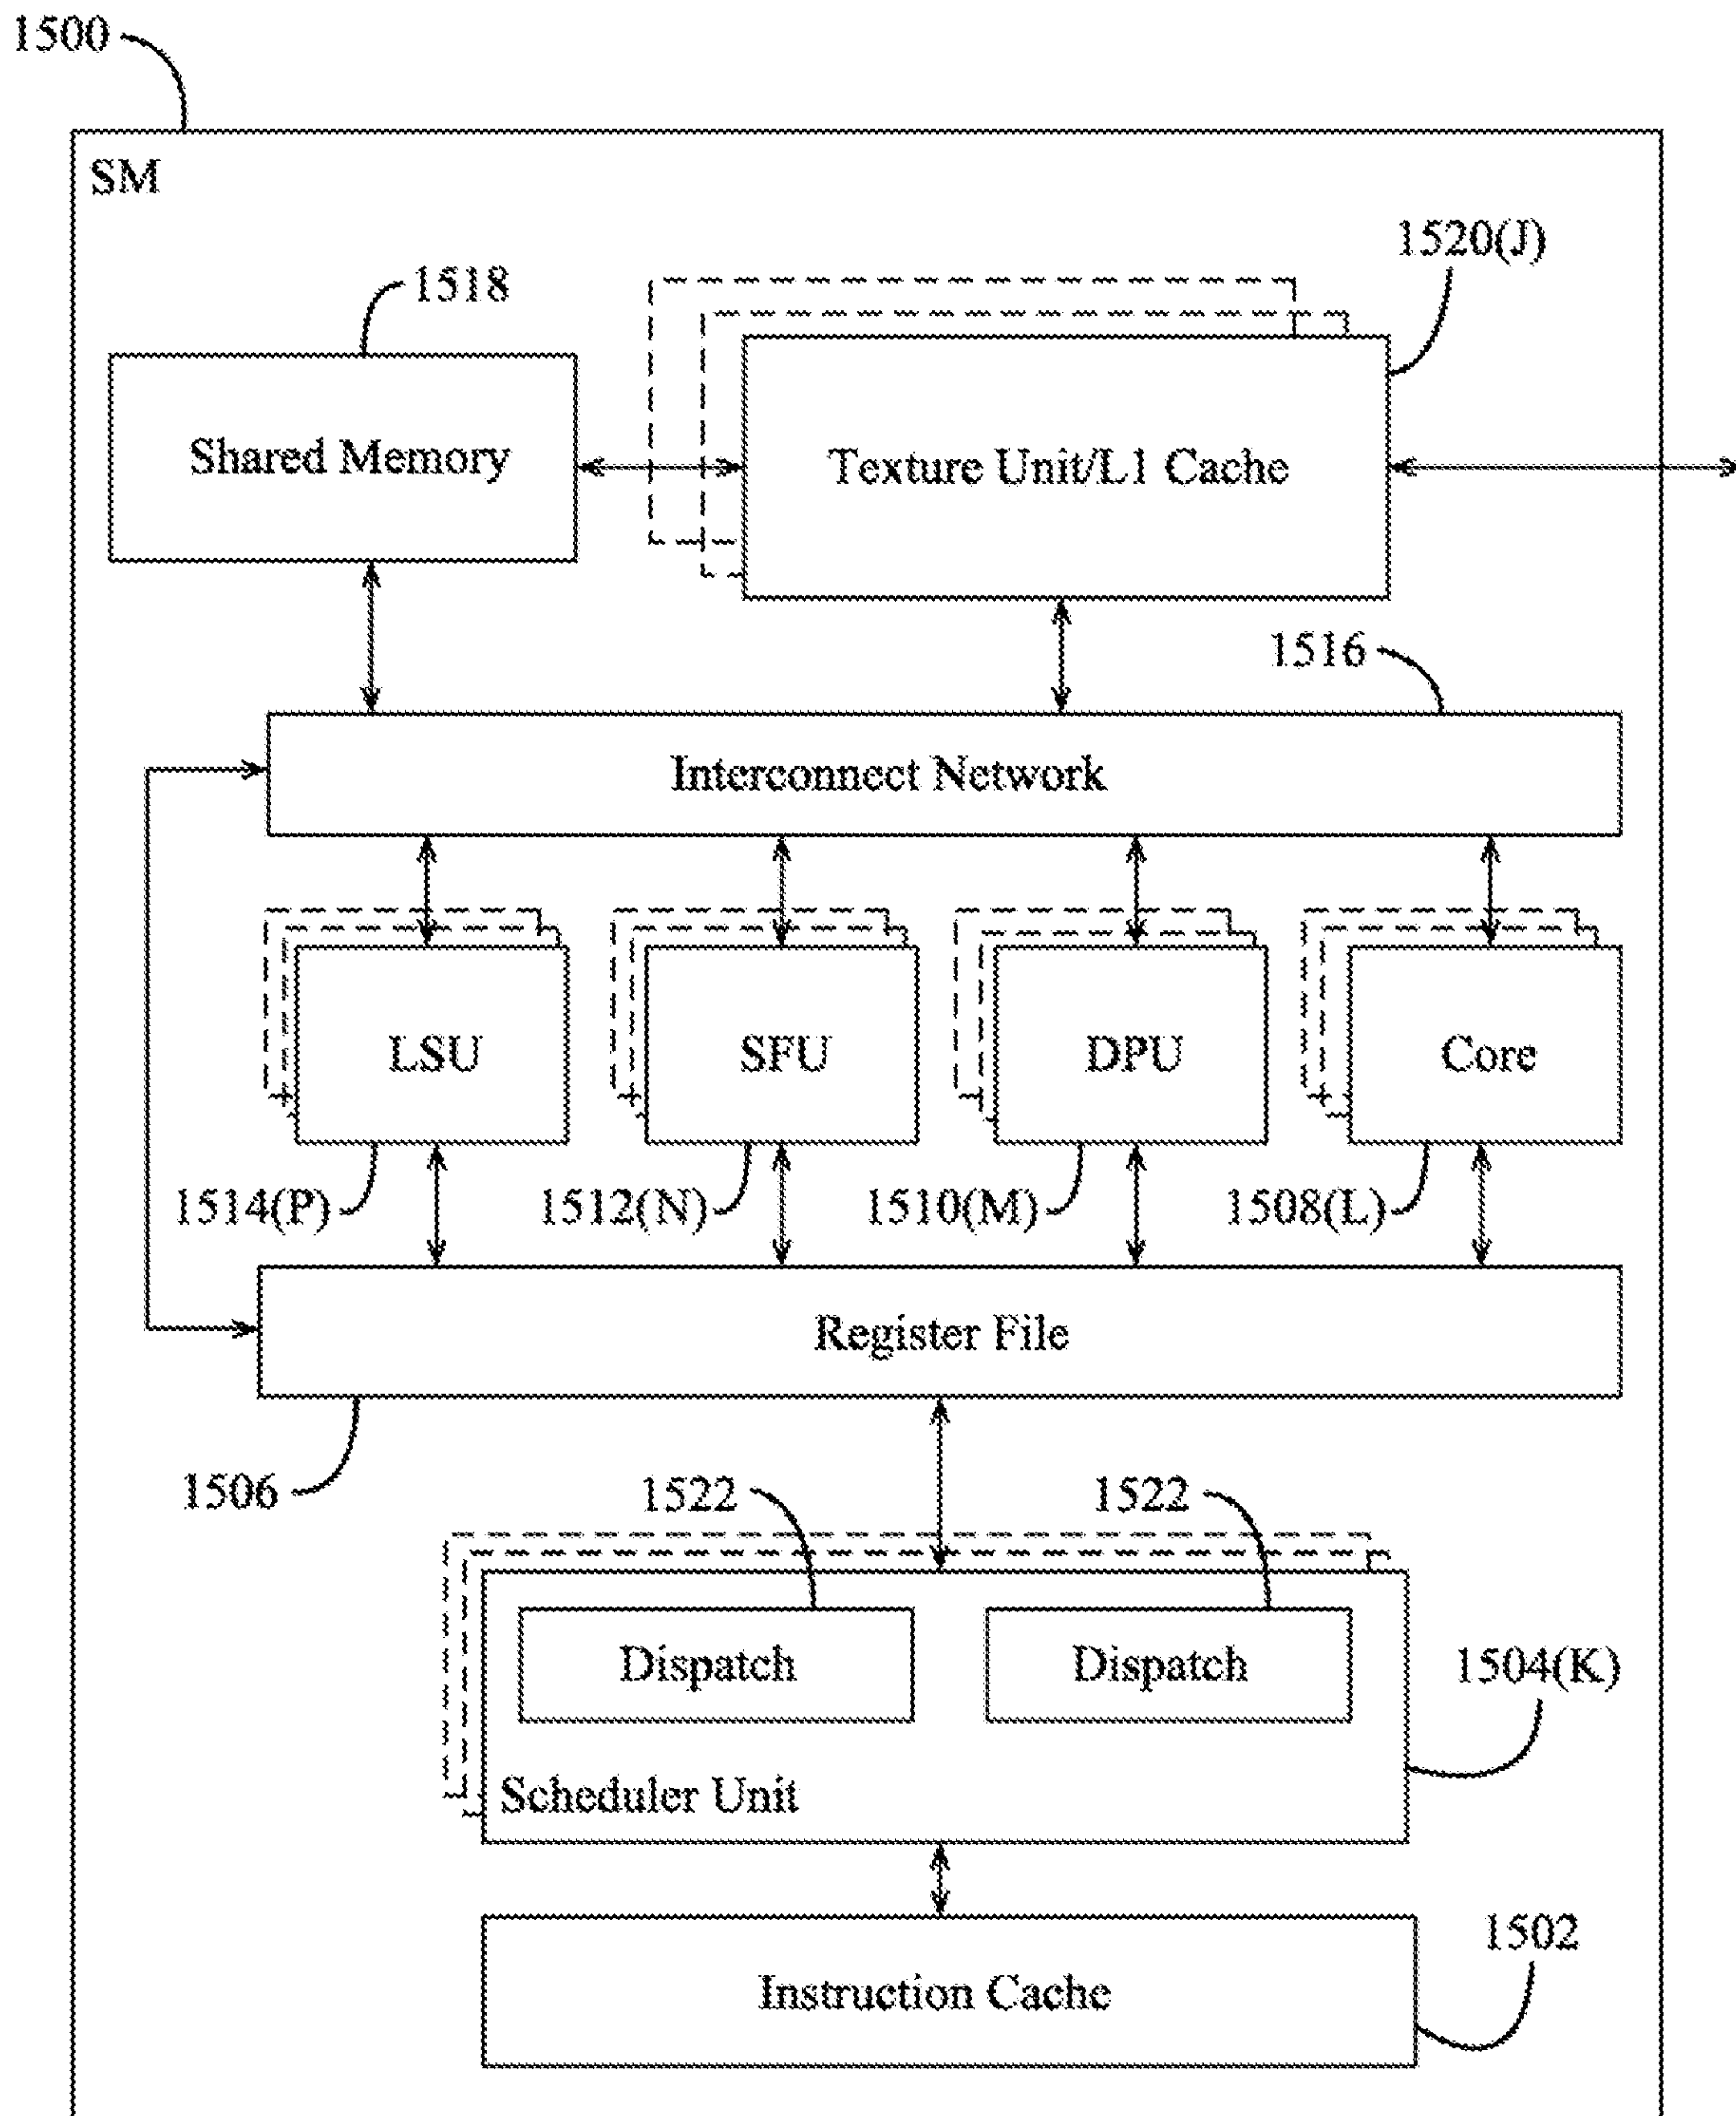 1500
SM
1520(J)
1518
Shared Memory
Texture Unit/L1 Cache
1516
Interconnect Network
LSU
SFU
DPU
Core
1514(P)
1512(N)
1510(M)
1508(L)
Register File
1506
1522
1522
Dispatch
Dispatch
1504(K)
Scheduler Unit
1502
Instruction Cache